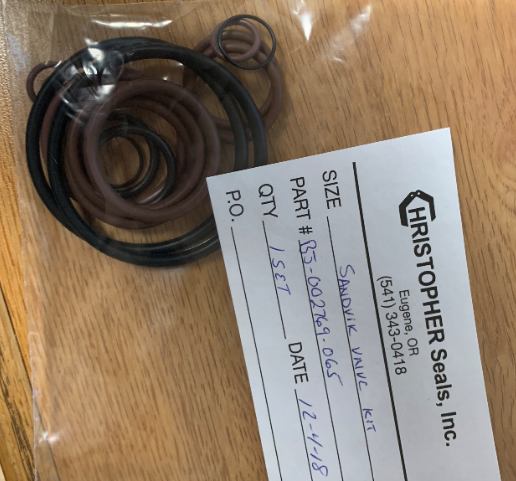 CHRISTOPHER Seals, Inc.
Eugene, OR
(541) 343-0418
SIZE SANDVIK VALVE KIT
PART # BJ-002769-065
QTY 1 SET DATE 12-4-18
P.O.